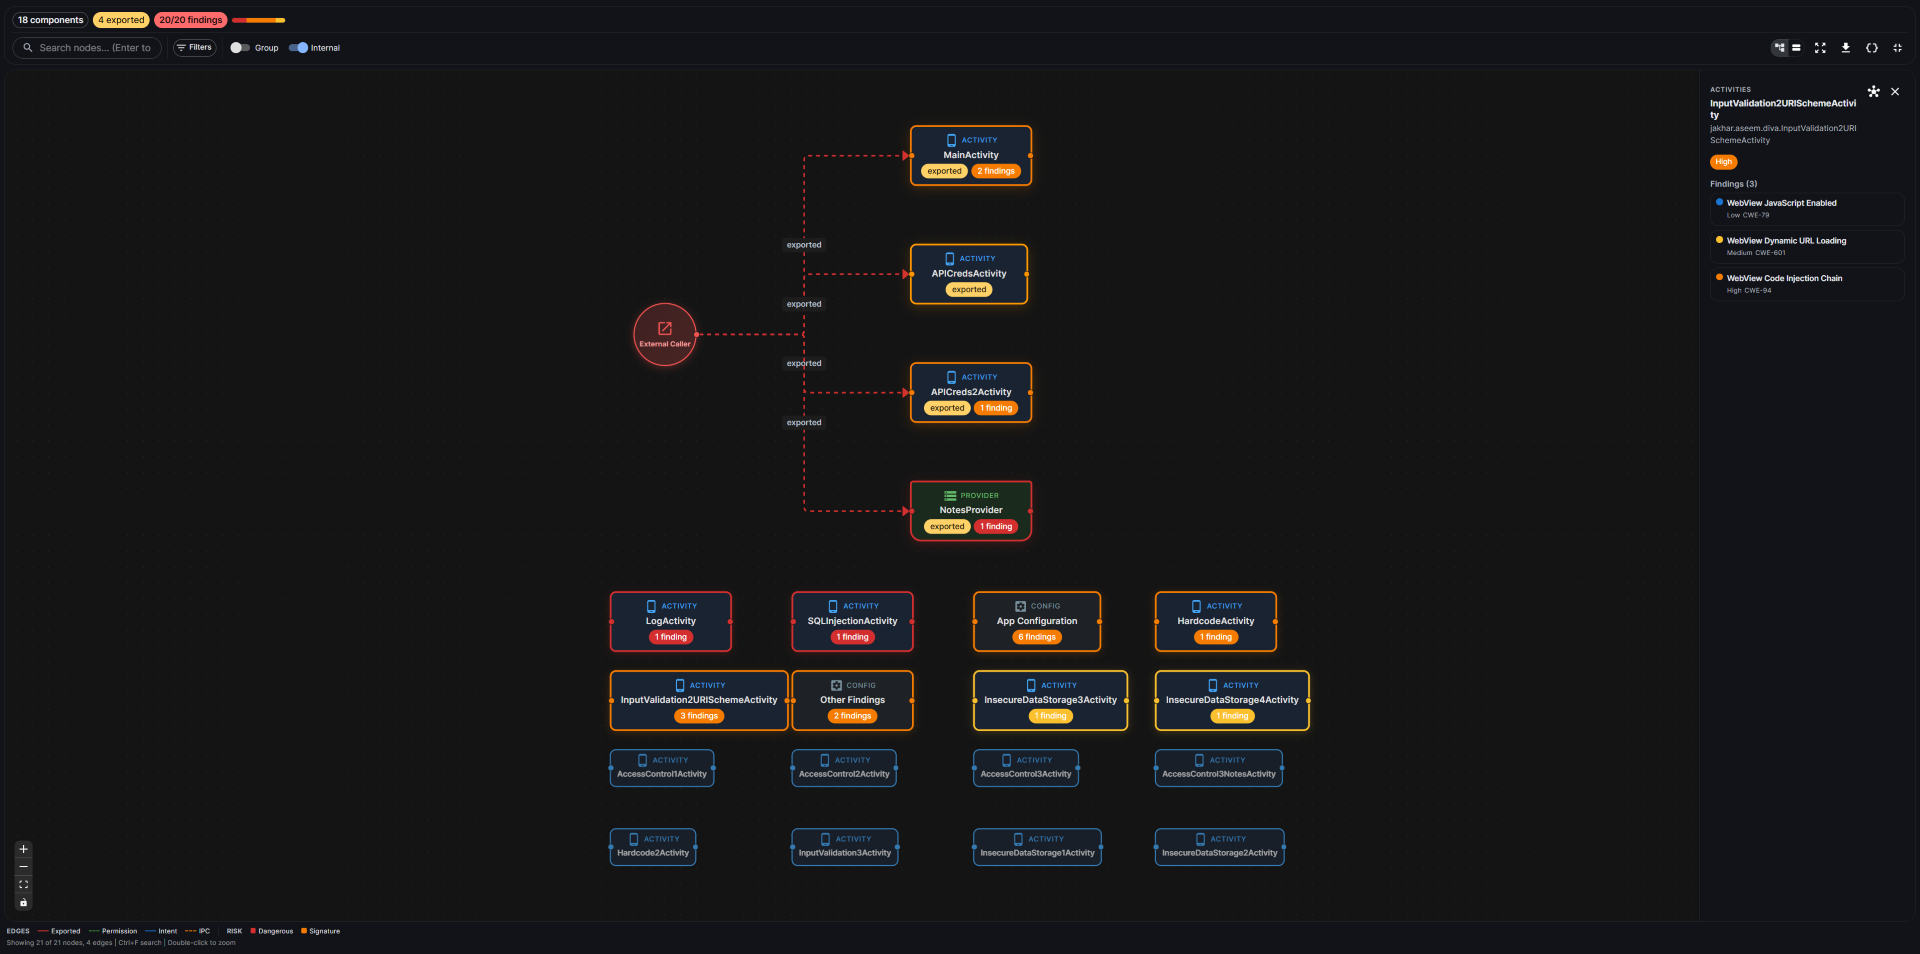 18 components 4 exported 20/20 findings
Search nodes... (Enter to
Filters
Group
Internal
ACTIVITIES
InputValidation2URISchemeActivi
ty
jakhar.aseem.diva.InputValidation2URI
SchemeActivity
High
Findings (3)
WebView JavaScript Enabled
Low CWE-79
WebView Dynamic URL Loading
Medium CWE-601
WebView Code Injection Chain
High CWE-94
ACTIVITY
MainActivity
exported 2 findings
exported
ACTIVITY
APICredsActivity
exported
exported
External Caller
exported
ACTIVITY
APICreds2Activity
exported 1 finding
exported
PROVIDER
NotesProvider
exported 1 finding
ACTIVITY
LogActivity
1 finding
ACTIVITY
SQLInjectionActivity
1 finding
CONFIG
App Configuration
6 findings
ACTIVITY
HardcodeActivity
1 finding
ACTIVITY
InputValidation2URISchemeActivity
3 findings
CONFIG
Other Findings
2 findings
ACTIVITY
InsecureDataStorage3Activity
1 finding
ACTIVITY
InsecureDataStorage4Activity
1 finding
ACTIVITY
AccessControl1Activity
ACTIVITY
AccessControl2Activity
ACTIVITY
AccessControl3Activity
ACTIVITY
AccessControl3NotesActivity
ACTIVITY
Hardcode2Activity
ACTIVITY
InputValidation3Activity
ACTIVITY
InsecureDataStorage1Activity
ACTIVITY
InsecureDataStorage2Activity
EDGES Exported Permission Intent IPC RISK Dangerous Signature
Showing 21 of 21 nodes, 4 edges | Ctrl+F search | Double-click to zoom